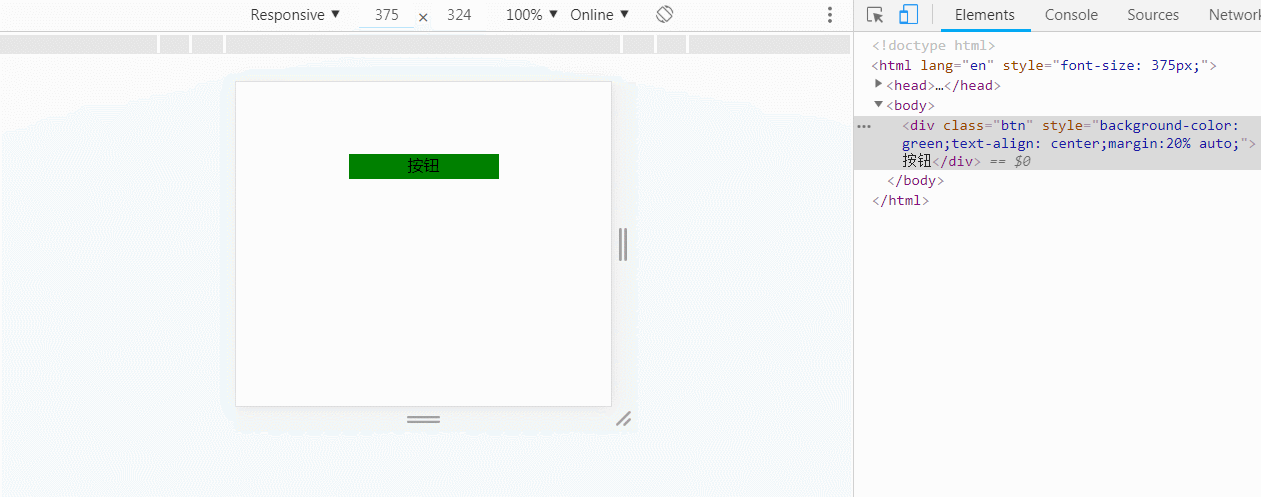 Responsive ▼ 375 × 324 100% ▼ Online ▼
Elements Console Sources Network
按钮
<!doctype html>
<html lang="en" style="font-size: 375px;">
▶<head>…</head>
▼<body>
<div class="btn" style="background-color:
green;text-align: center;margin:20% auto;">
按钮</div> == $0
</body>
</html>